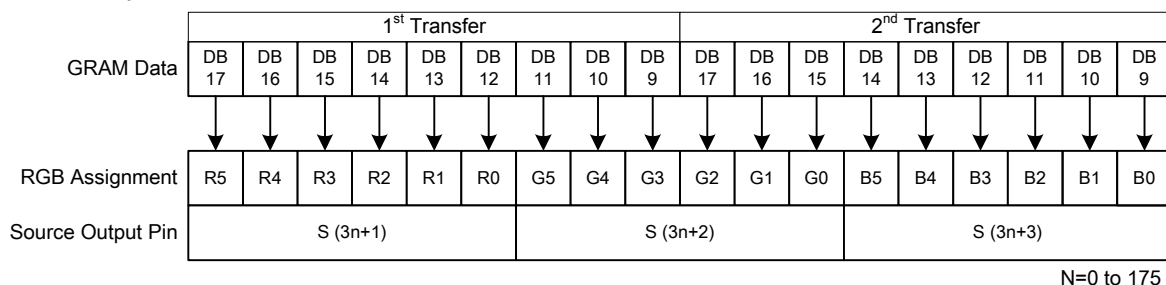 1st Transfer 2nd Transfer
GRAM Data DB 17 DB 16 DB 15 DB 14 DB 13 DB 12 DB 11 DB 10 DB 9 DB 17 DB 16 DB 15 DB 14 DB 13 DB 12 DB 11 DB 10 DB 9
RGB Assignment R5 R4 R3 R2 R1 R0 G5 G4 G3 G2 G1 G0 B5 B4 B3 B2 B1 B0
Source Output Pin S (3n+1) S (3n+2) S (3n+3)
N=0 to 175